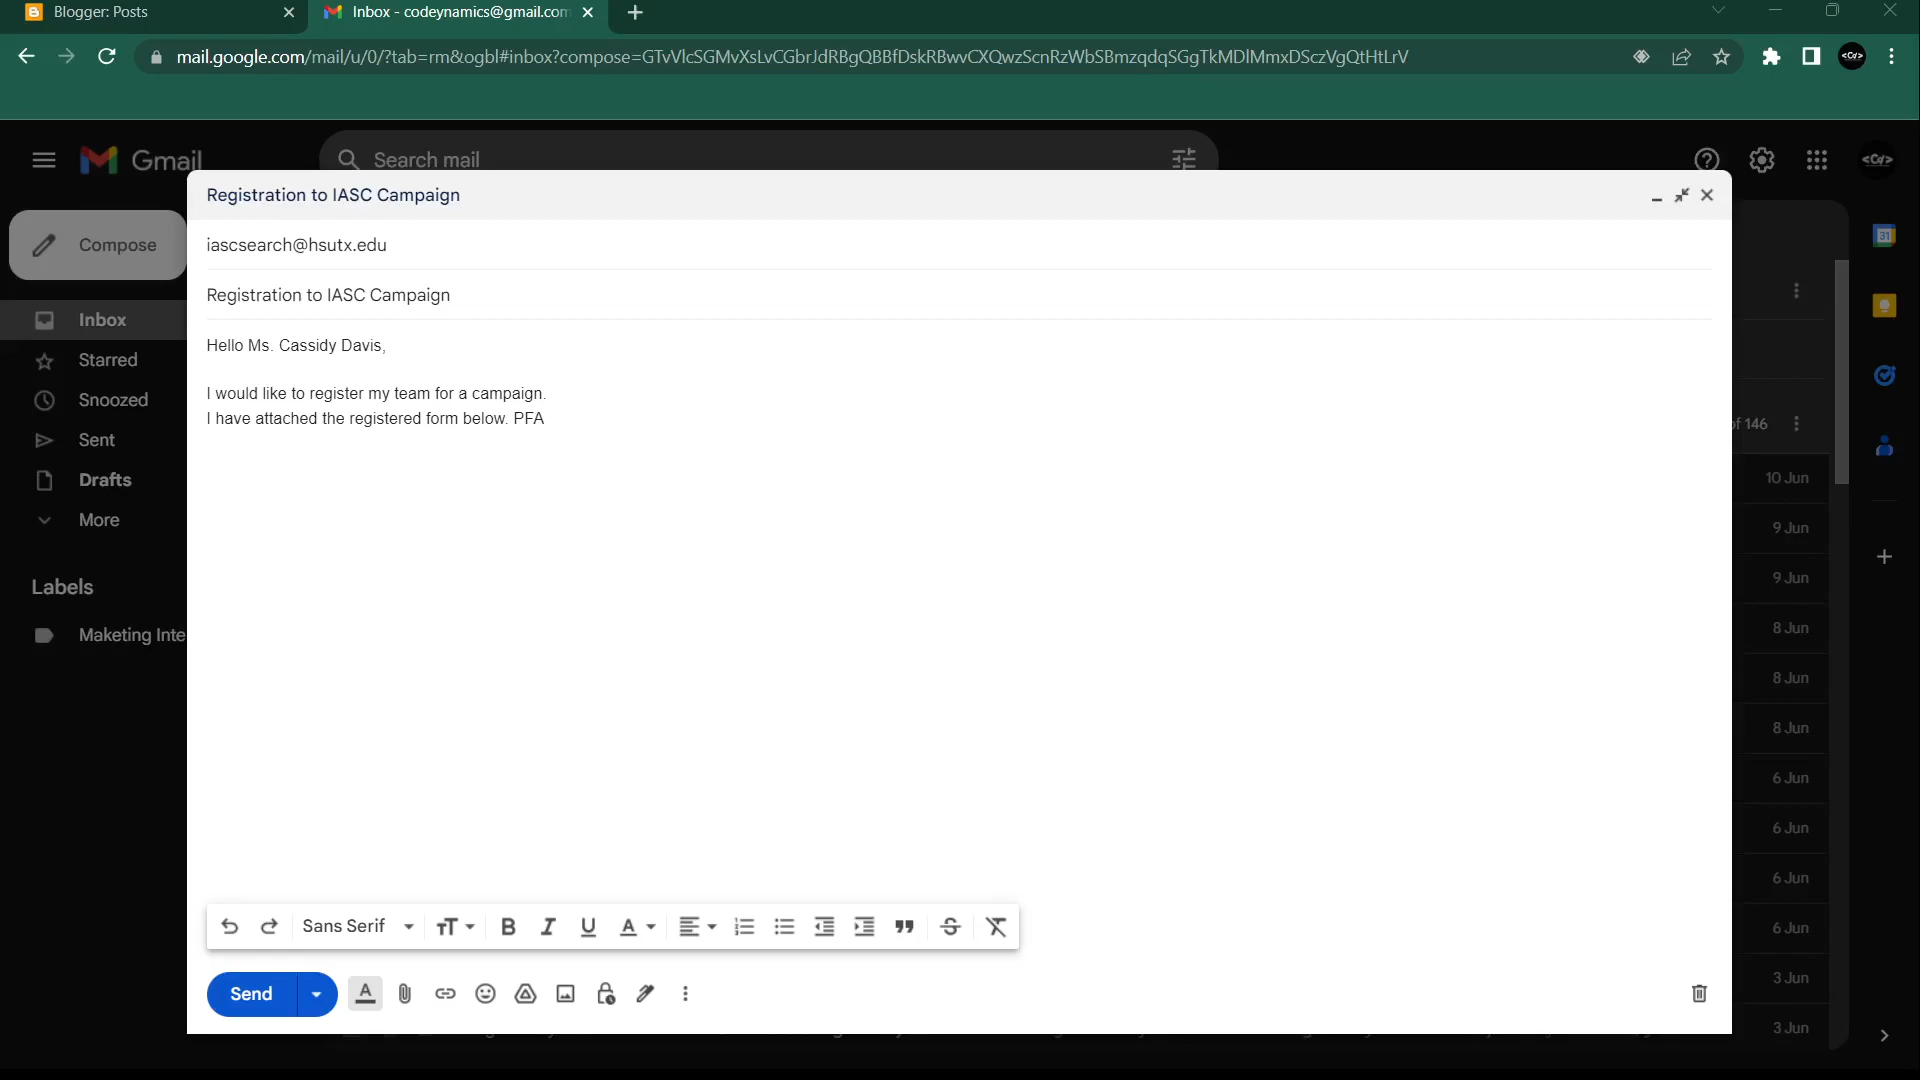 Blogger: Posts
Inbox - codeynamics@gmail.com
mail.google.com/mail/u/0/?tab=rm&ogbl#inbox?compose=GTvVlcSGMvXsLvCGbrJdRBgQBBfDskRBwvCXQwzScnRzWbSBmzqdqSGgTkMDlMmxDSczVgQtHtLrV
<Cd/>
Gmail
Search mail
<Cd/>
Compose
Inbox
Starred
Snoozed
Sent
Drafts
More
Labels
Maketing Inte
Registration to IASC Campaign
iascsearch@hsutx.edu
Registration to IASC Campaign
Hello Ms. Cassidy Davis,
I would like to register my team for a campaign.
I have attached the registered form below. PFA
Sans Serif
Send
31
of 146
10 Jun
9 Jun
9 Jun
8 Jun
8 Jun
8 Jun
6 Jun
6 Jun
6 Jun
6 Jun
3 Jun
3 Jun